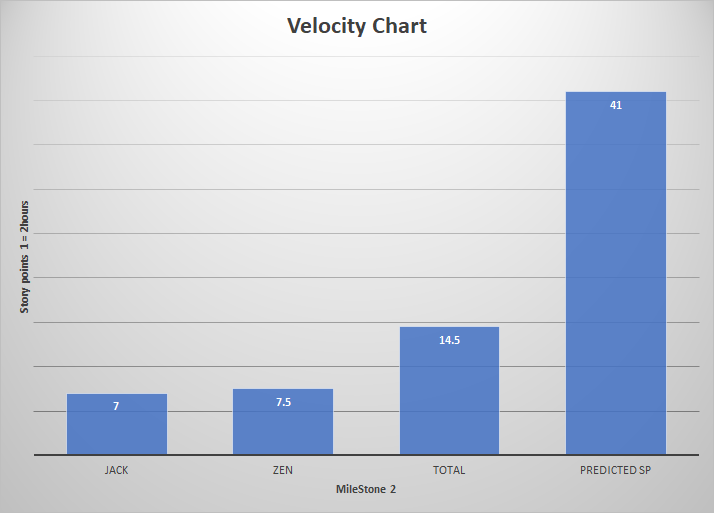 Velocity Chart
41
14.5
7.5
7
Story points 1 = 2hours
JACK
ZEN
TOTAL
PREDICTED SP
MileStone 2